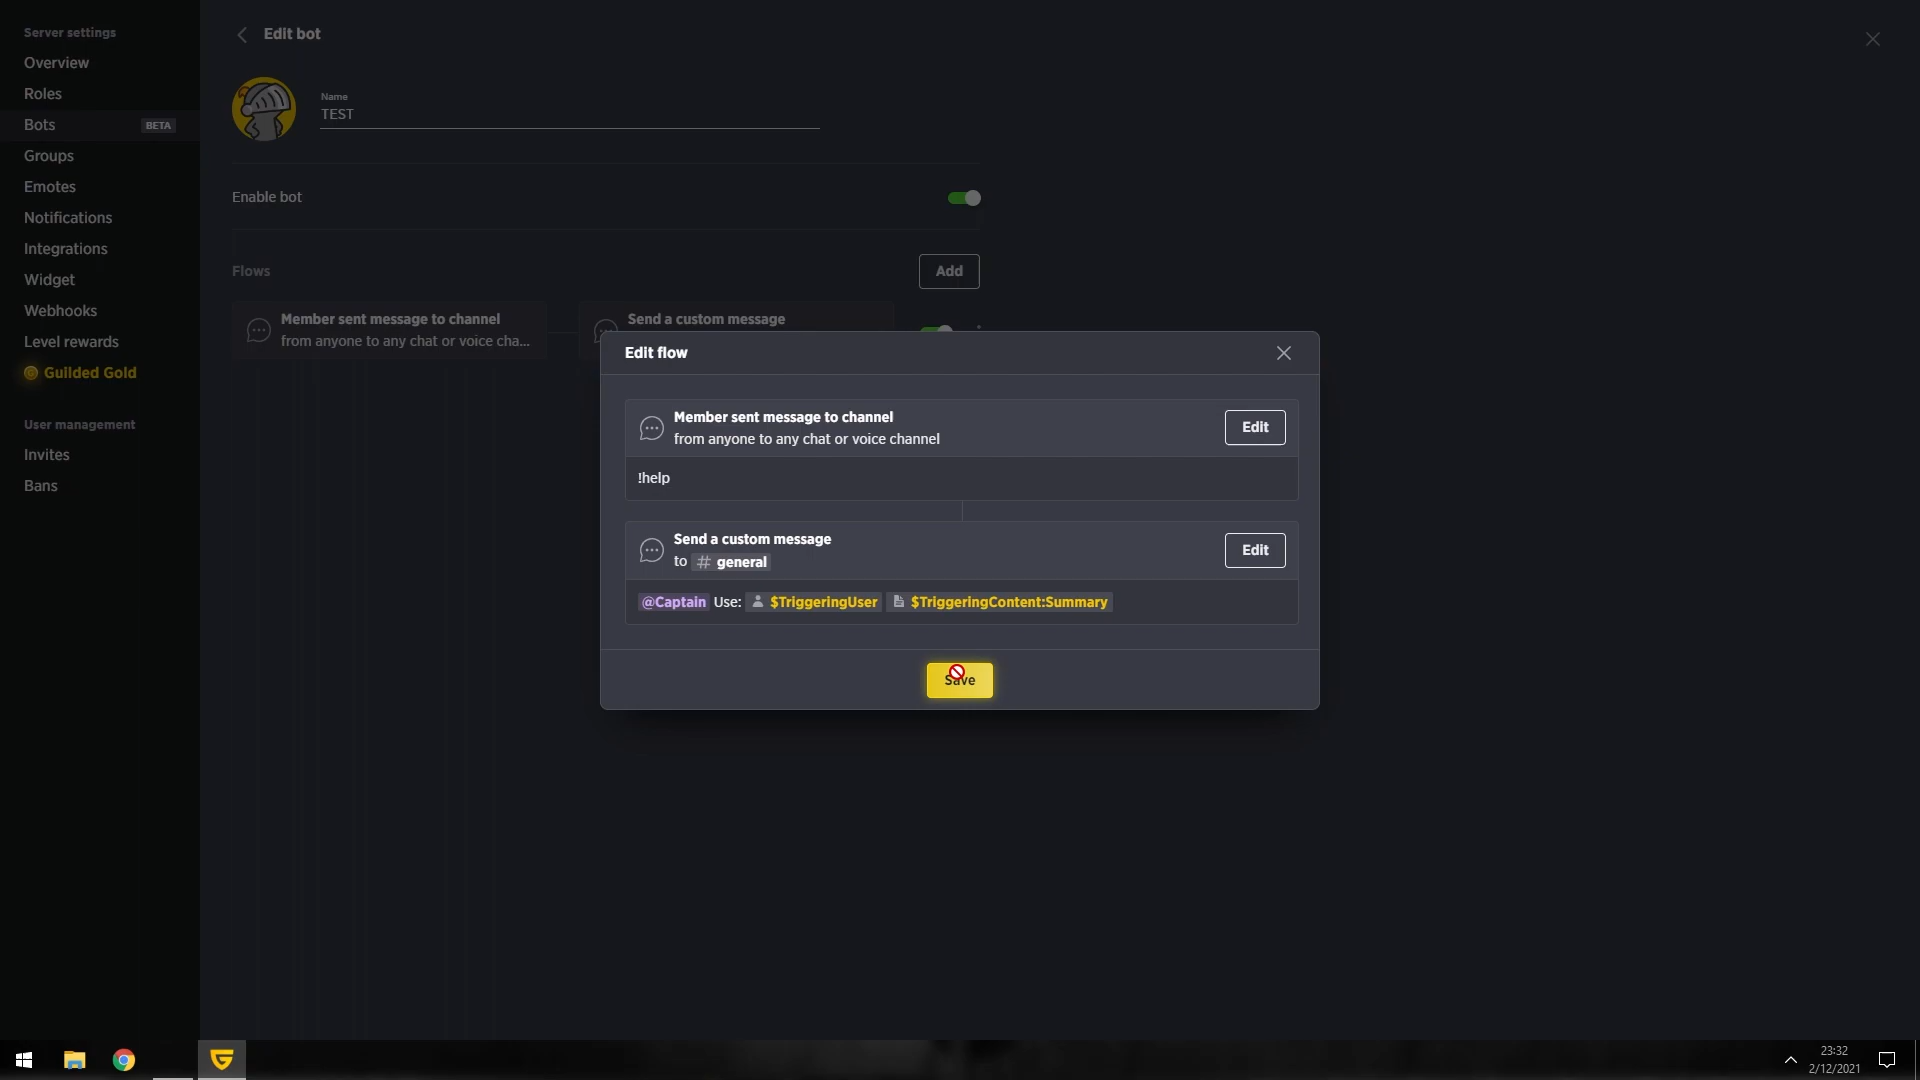 Server settings
Overview
Roles
Bots BETA
Groups
Emotes
Notifications
Integrations
Widget
Webhooks
Level rewards
Guilded Gold
User management
Invites
Bans
Edit bot
Name
TEST
Enable bot
Flows
Add
Member sent message to channel
from anyone to any chat or voice cha...
Send a custom message
Edit flow
Member sent message to channel
from anyone to any chat or voice channel
Edit
!help
Send a custom message
to # general
Edit
@Captain Use: $TriggeringUser $TriggeringContent:Summary
Save
23:32
2/12/2021